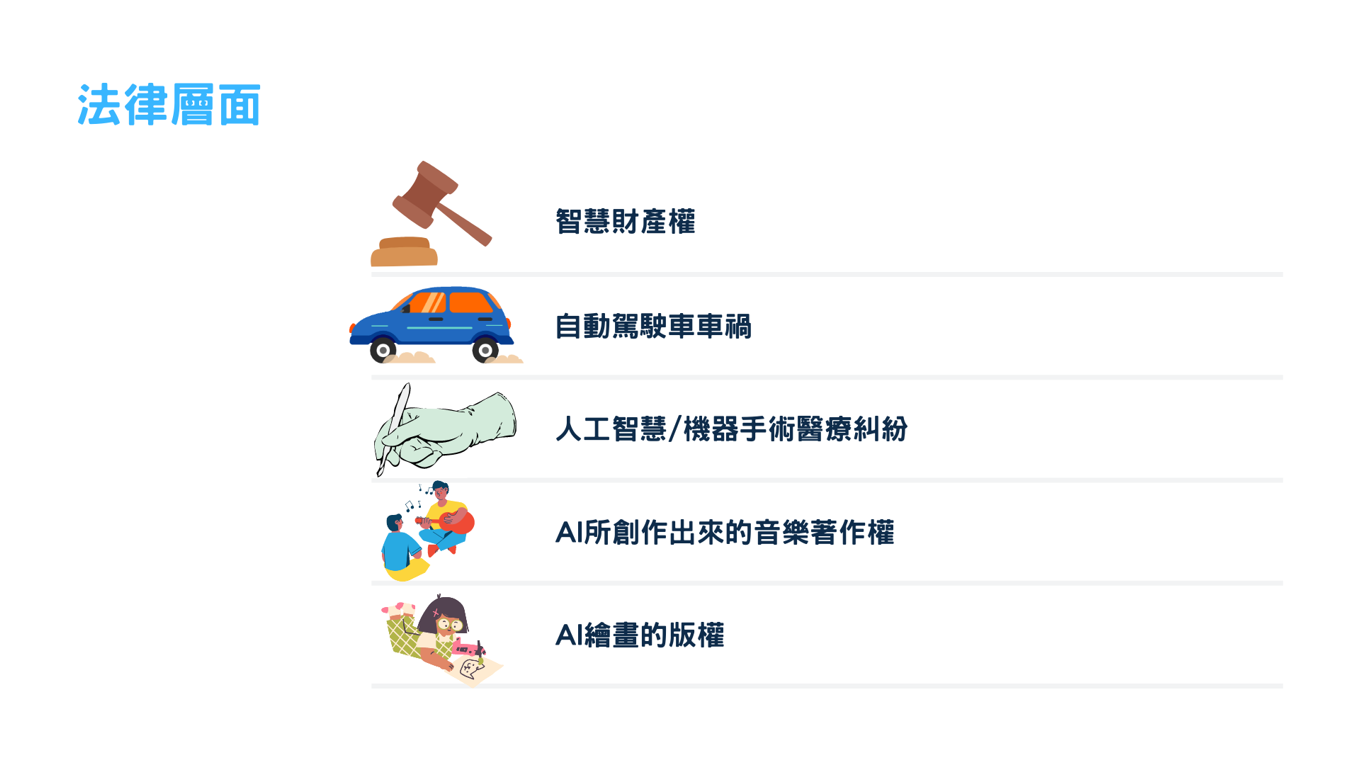 法律層面
智慧財產權
自動駕駛車車禍
人工智慧/機器手術醫療糾紛
AI所創作出來的音樂著作權
AI繪畫的版權